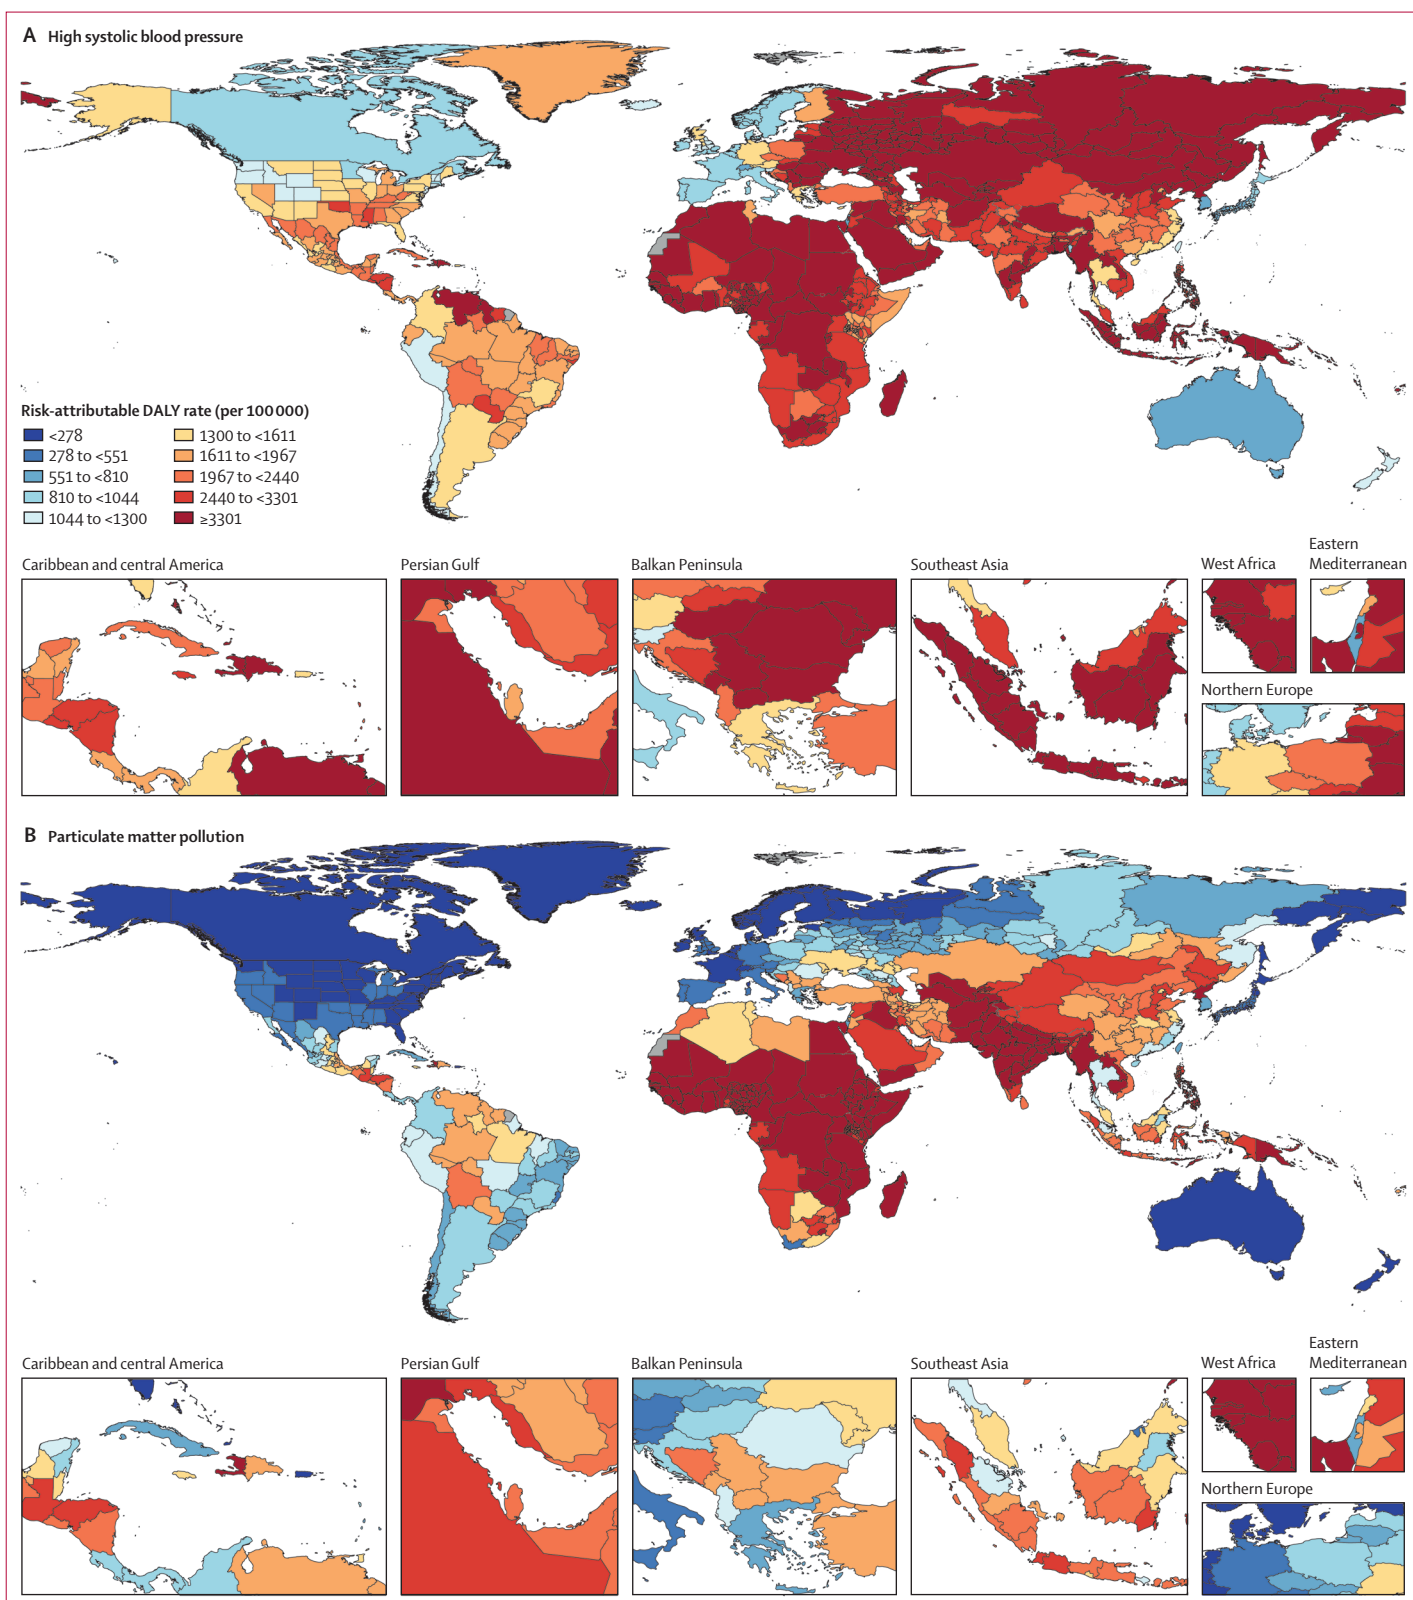 A High systolic blood pressure
Risk-attributable DALY rate (per 100 000)
<278
278 to <551
551 to <810
810 to <1044
1044 to <1300
1300 to <1611
1611 to <1967
1967 to <2440
2440 to <3301
≥3301
Caribbean and central America
Persian Gulf
Balkan Peninsula
Southeast Asia
West Africa
Eastern
Mediterranean
Northern Europe
B Particulate matter pollution
Caribbean and central America
Persian Gulf
Balkan Peninsula
Southeast Asia
West Africa
Eastern
Mediterranean
Northern Europe